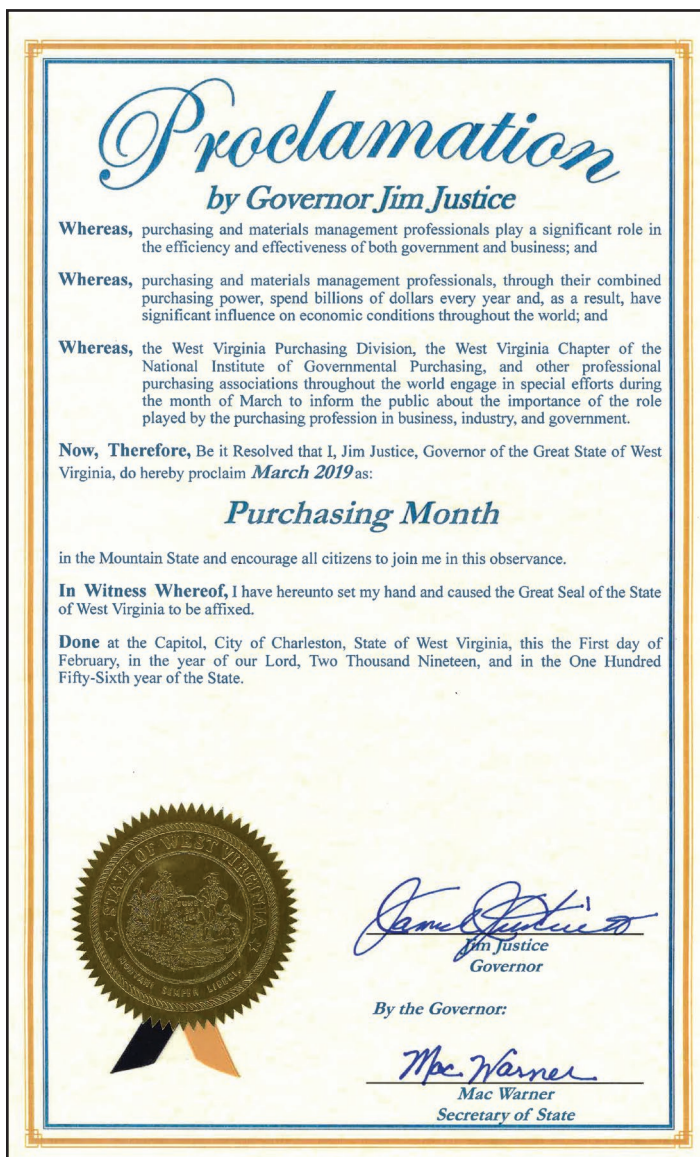 Proclamation
by Governor Jim Justice
Whereas, purchasing and materials management professionals play a significant role in
the efficiency and effectiveness of both government and business; and
Whereas, purchasing and materials management professionals, through their combined
purchasing power, spend billions of dollars every year and, as a result, have
significant influence on economic conditions throughout the world; and
Whereas, the West Virginia Purchasing Division, the West Virginia Chapter of the
National Institute of Governmental Purchasing, and other professional
purchasing associations throughout the world engage in special efforts during
the month of March to inform the public about the importance of the role
played by the purchasing profession in business, industry, and government.
Now, Therefore, Be it Resolved that I, Jim Justice, Governor of the Great State of West
Virginia, do hereby proclaim March 2019 as:
Purchasing Month
in the Mountain State and encourage all citizens to join me in this observance.
In Witness Whereof, I have hereunto set my hand and caused the Great Seal of the State
of West Virginia to be affixed.
Done at the Capitol, City of Charleston, State of West Virginia, this the First day of
February, in the year of our Lord, Two Thousand Nineteen, and in the One Hundred
Fifty-Sixth year of the State.
STATE OF WEST VIRGINIA
MONTANI SEMPER LIBERI
Jim Justice
Governor
By the Governor:
Mac Warner
Mac Warner
Secretary of State